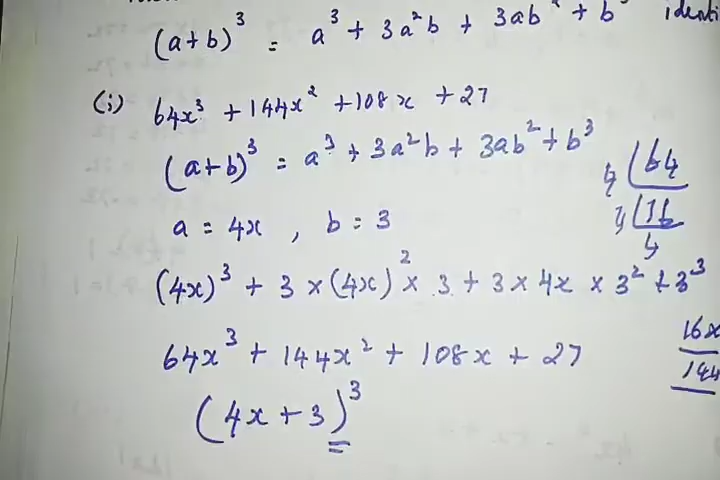 (a+b)³ = a³ + 3a²b + 3ab² + b³
(i) 64x³ + 144x² + 108x + 27
(a+b)³ = a³ + 3a²b + 3ab² + b³
4 64
4 16
4
a = 4x , b = 3
(4x)³ + 3 × (4x)² × 3 + 3 × 4x × 3² + 3³
64x³ + 144x² + 108x + 27
16x
144
(4x + 3)³